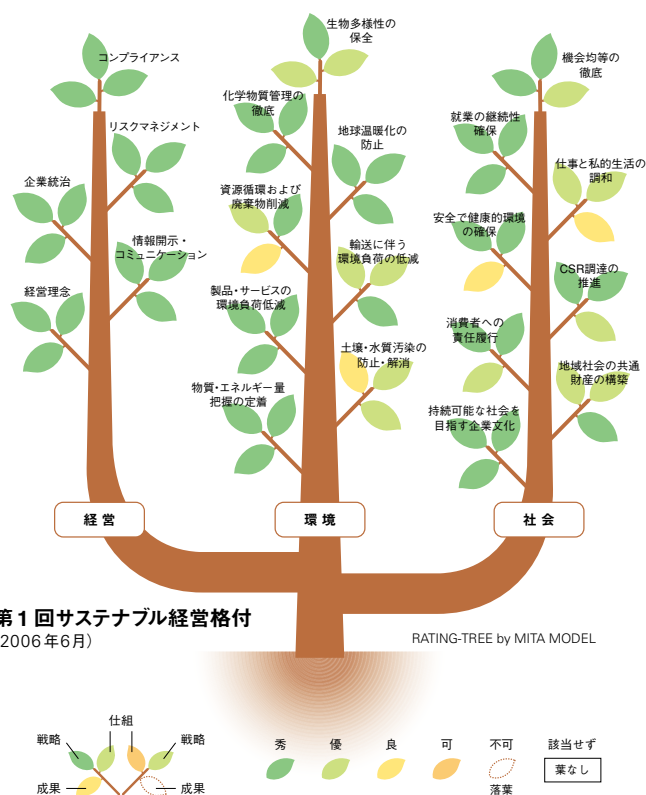 生物多様性の
保全
コンプライアンス
機会均等の
徹底
化学物質管理の
徹底
リスクマネジメント
地球温暖化の
防止
就業の継続性
確保
仕事と私的生活の
調和
企業統治
資源循環および
廃棄物削減
安全で健康的環境
の確保
情報開示・
コミュニケーション
輸送に伴う
環境負荷の低減
CSR調達の
推進
経営理念
製品・サービスの
環境負荷低減
消費者への
責任履行
土壌・水質汚染の
防止・解消
地域社会の共通
財産の構築
物質・エネルギー量
把握の定着
持続可能な社会を
目指す企業文化
経営
環境
社会
第1回サステナブル経営格付
2006年6月）
RATING-TREE by MITA MODEL
仕組
戦略
戦略
成果
成果
秀
優
良
可
不可
該当せず
葉なし
落葉